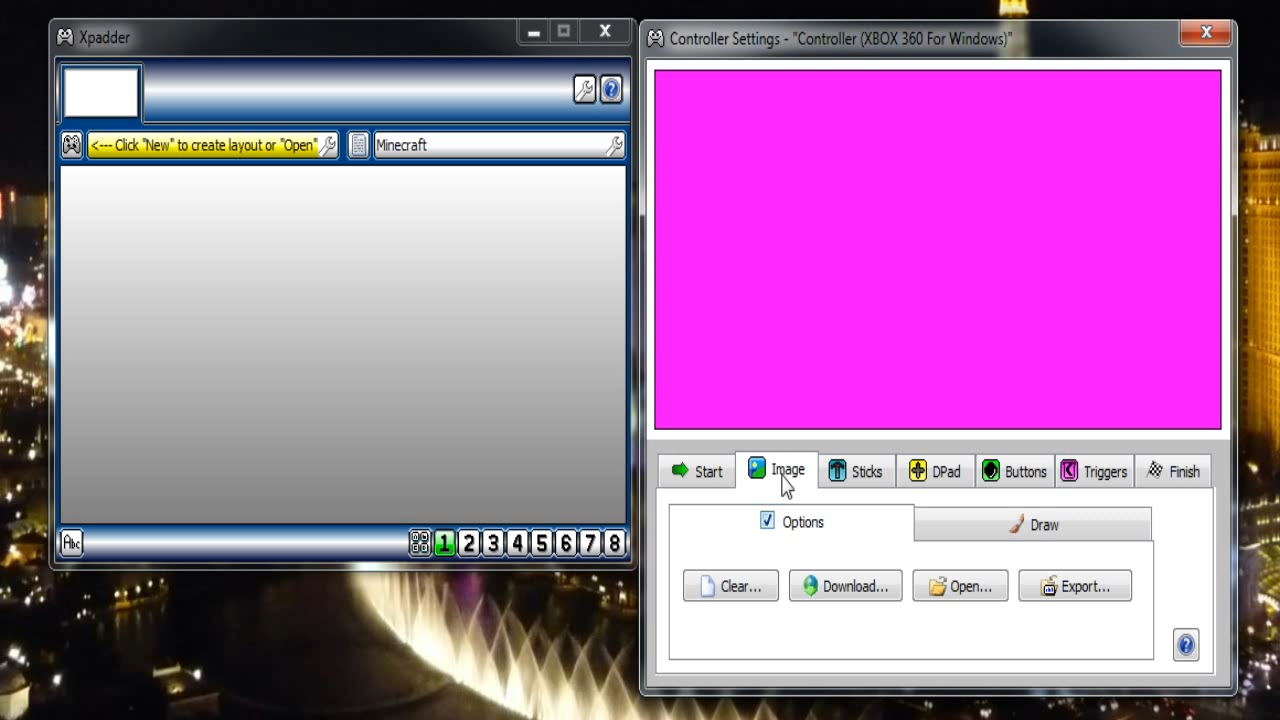 Xpadder
<--- Click "New" to create layout or "Open"
Minecraft
Abc
1 2 3 4 5 6 7 8
Controller Settings - "Controller (XBOX 360 For Windows)"
Start Image Sticks DPad Buttons Triggers Finish
Options Draw
Clear... Download... Open... Export...